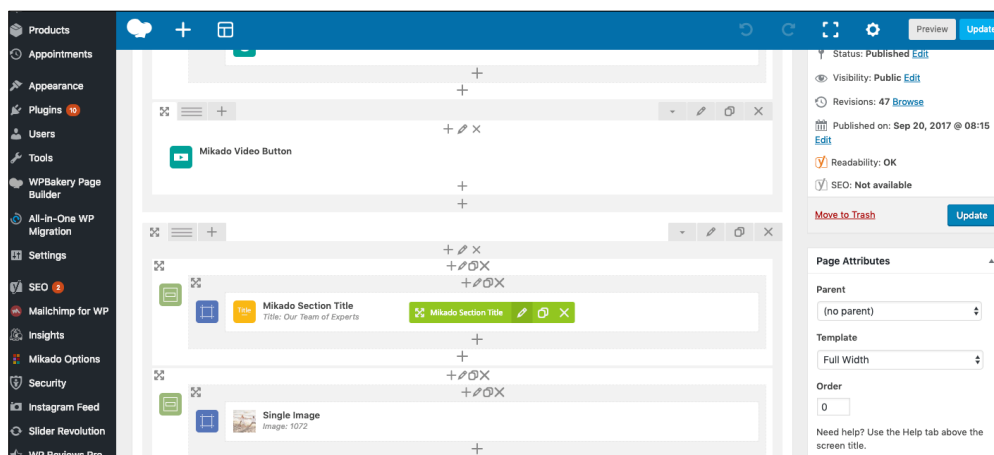 Products
Appointments
Appearance
Plugins 10
Users
Tools
WPBakery Page
Builder
All-in-One WP
Migration
Settings
SEO 2
Mailchimp for WP
Insights
Mikado Options
Security
Instagram Feed
Slider Revolution
WP Reviews Pro
Preview
Update
Mikado Video Button
Title
Mikado Section Title
Title: Our Team of Experts
Mikado Section Title
Single Image
Image: 1072
Status: Published Edit
Visibility: Public Edit
Revisions: 47 Browse
Published on: Sep 20, 2017 @ 08:15
Edit
Readability: OK
SEO: Not available
Move to Trash
Update
Page Attributes
Parent
(no parent)
Template
Full Width
Order
0
Need help? Use the Help tab above the
screen title.